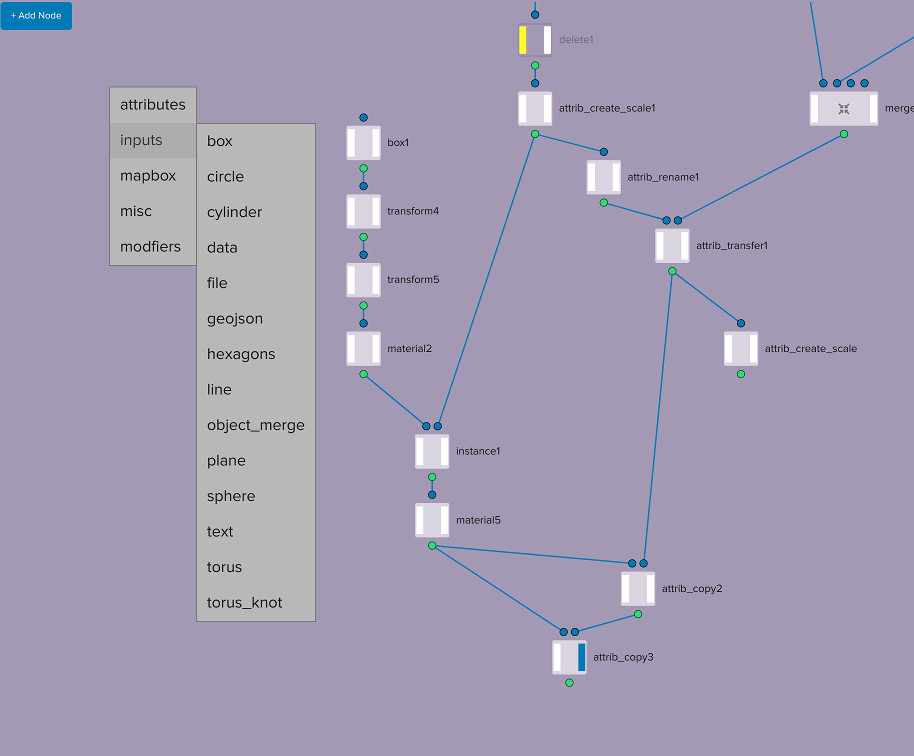 + Add Node
delete1
attributes
inputs
mapbox
misc
modfiers
box
circle
cylinder
data
file
geojson
hexagons
line
object_merge
plane
sphere
text
torus
torus_knot
box1
transform4
transform5
material2
attrib_create_scale1
merge
attrib_rename1
attrib_transfer1
attrib_create_scale
instance1
material5
attrib_copy2
attrib_copy3